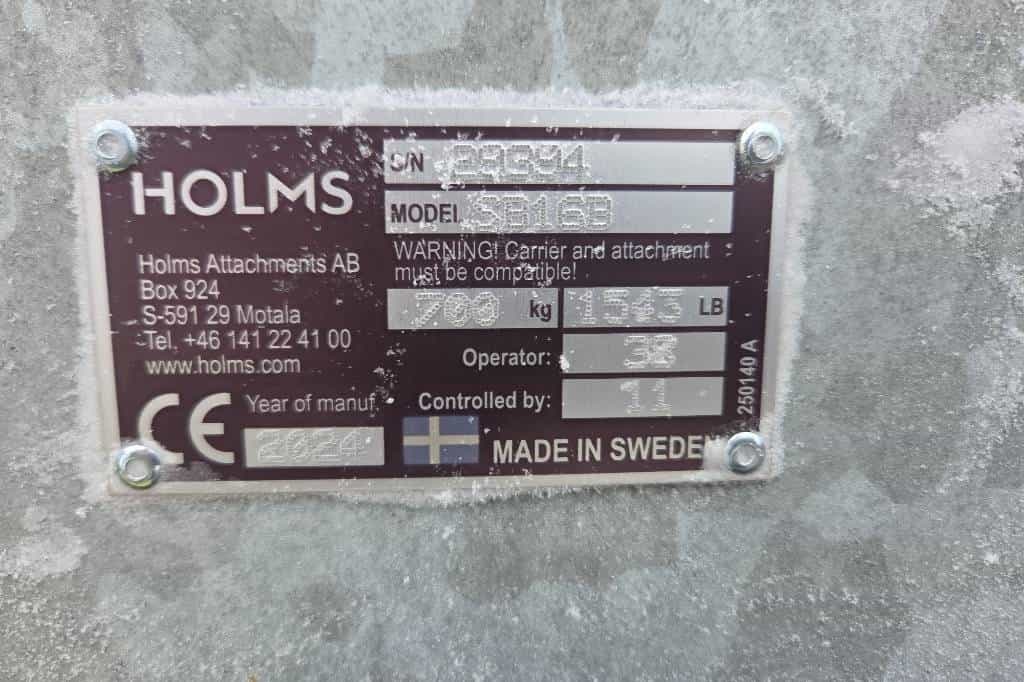 HOLMS
Holms Attachments AB
Box 924
S-591 29 Motala
Tel. +46 141 22 41 00
www.holms.com
CE
Year of manuf.
2024
S/N 29394
MODEL SB16B
WARNING! Carrier and attachment
must be compatible!
700 kg 1543 LB
Operator:
Controlled by: 11
MADE IN SWEDEN
250140 A